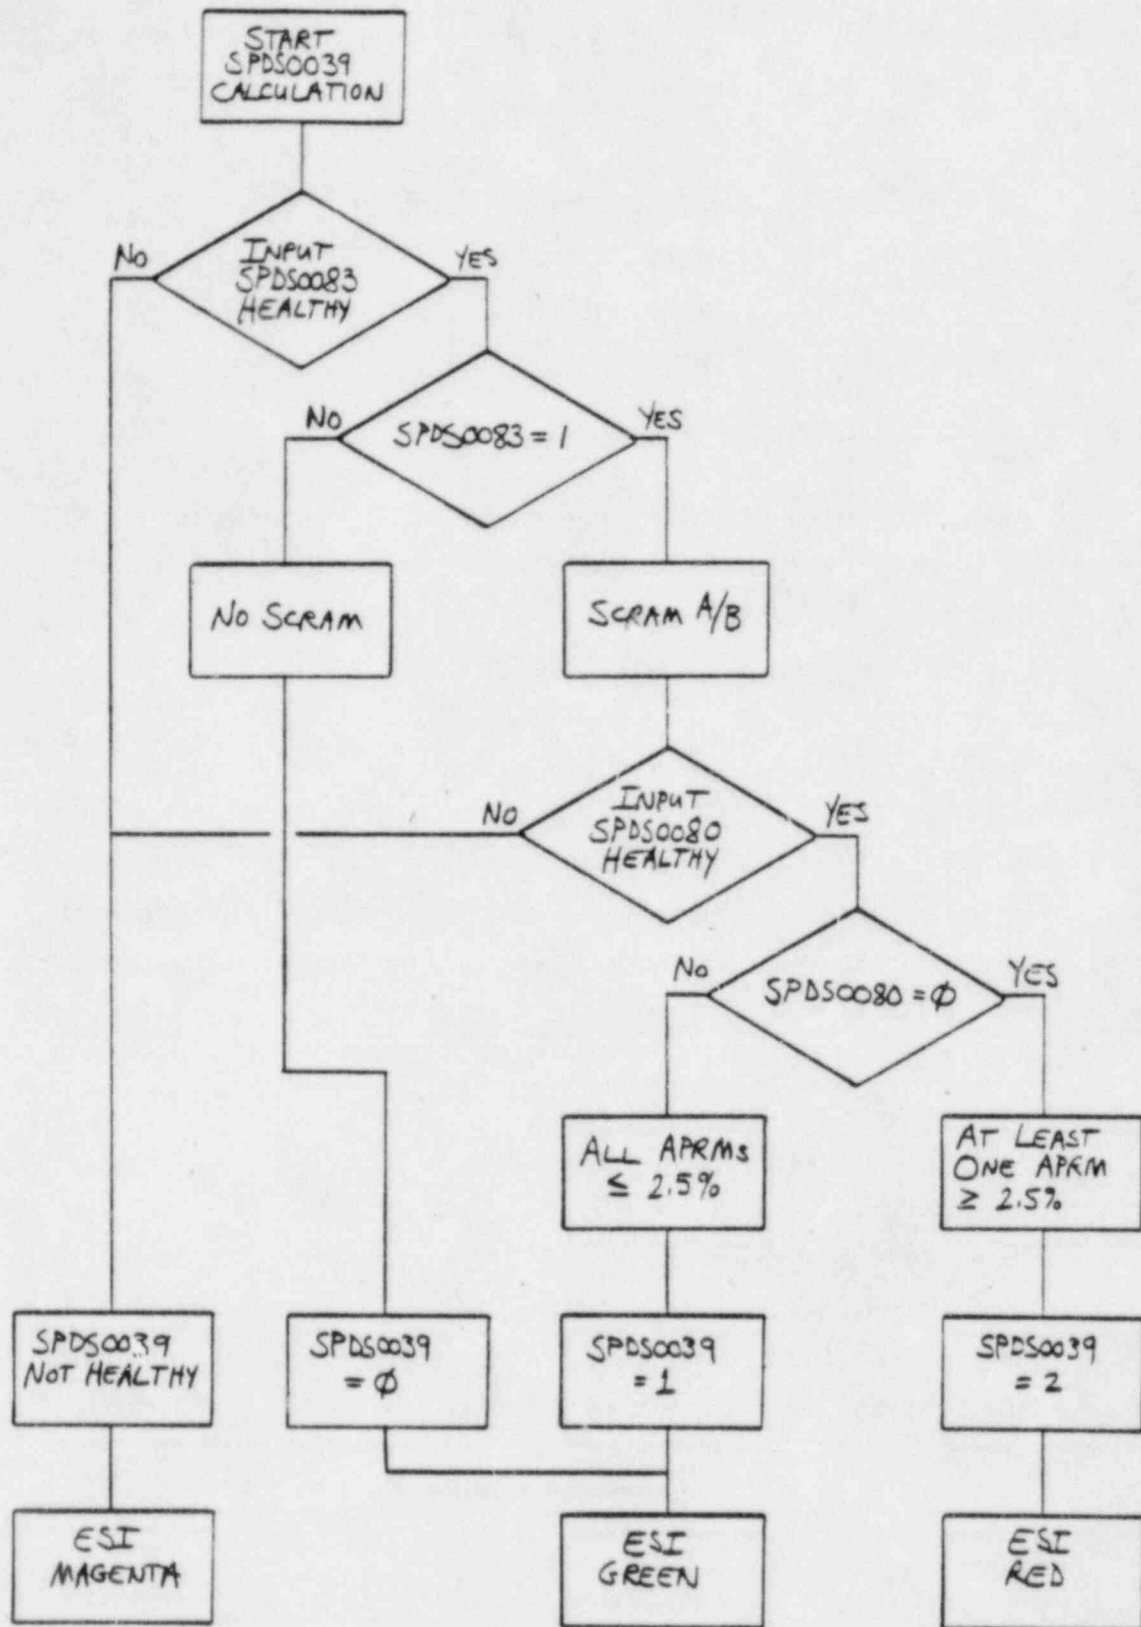 START
SPDS0039
CALCULATION
NO
INPUT
SPDS0083
HEALTHY
YES
NO
SPDS0083 = 1
YES
NO SCRAM
SCRAM A/B
NO
INPUT
SPDS0080
HEALTHY
YES
NO
SPDS0080 = Φ
YES
ALL APRMs
≤ 2.5%
AT LEAST
ONE APRM
≥ 2.5%
SPDS0039
NOT HEALTHY
SPDS0039
= Φ
SPDS0039
= 1
SPDS0039
= 2
ESI
MAGENTA
ESI
GREEN
ESI
RED